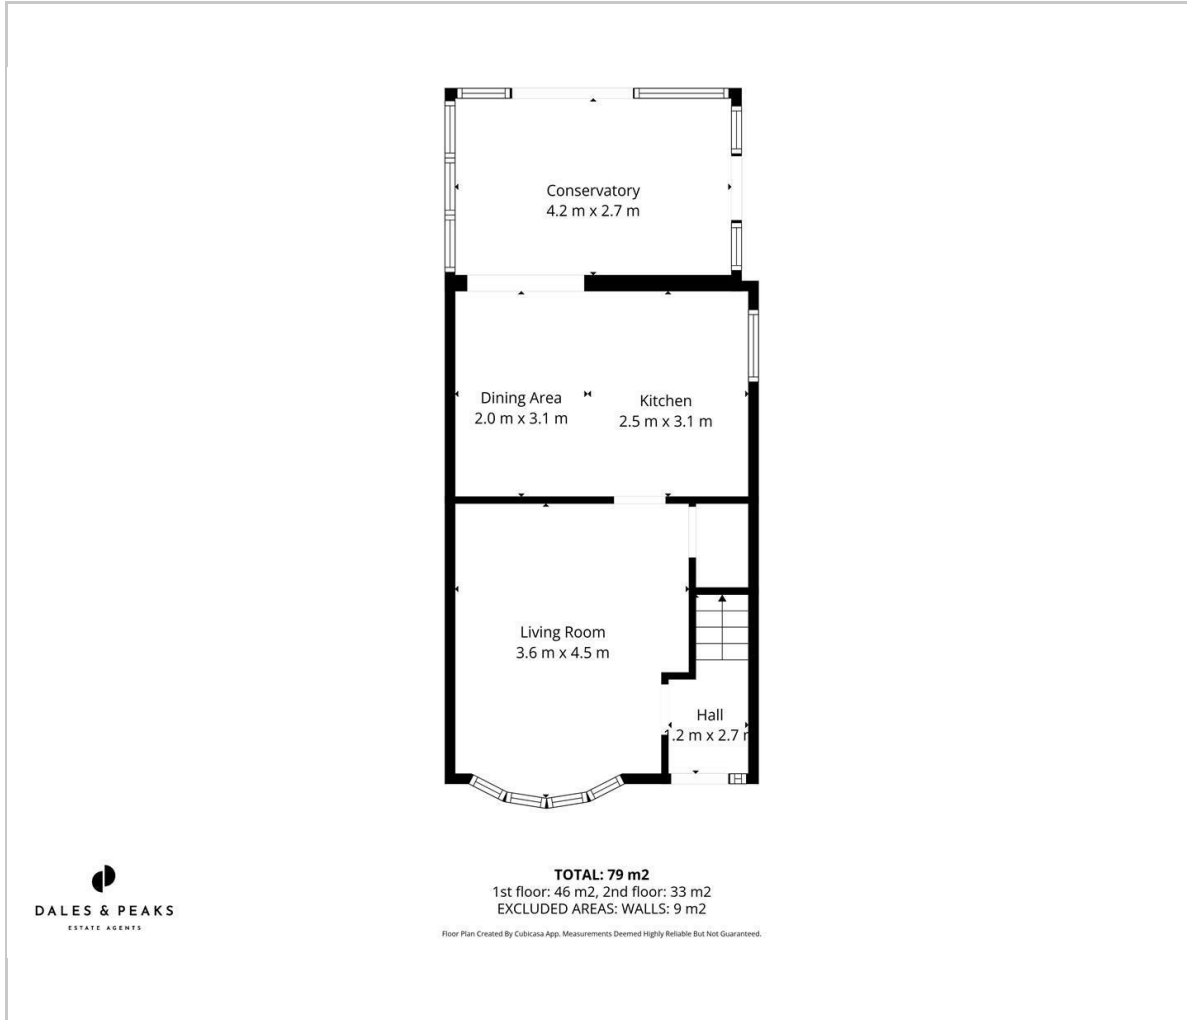 Conservatory
4.2 m x 2.7 m
Dining Area
2.0 m x 3.1 m
Kitchen
2.5 m x 3.1 m
Living Room
3.6 m x 4.5 m
Hall
1.2 m x 2.7 m
TOTAL: 79 m2
1st floor: 46 m2, 2nd floor: 33 m2
EXCLUDED AREAS: WALLS: 9 m2
Floor Plan Created By Cubicasa App. Measurements Deemed Highly Reliable But Not Guaranteed.
DALES & PEAKS
ESTATE AGENTS